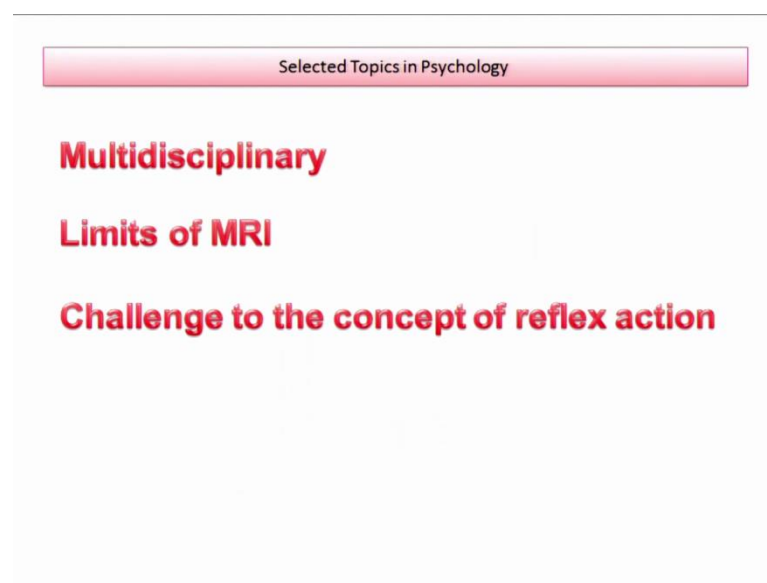 Selected Topics in Psychology
Multidisciplinary
Limits of MRI
Challenge to the concept of reflex action